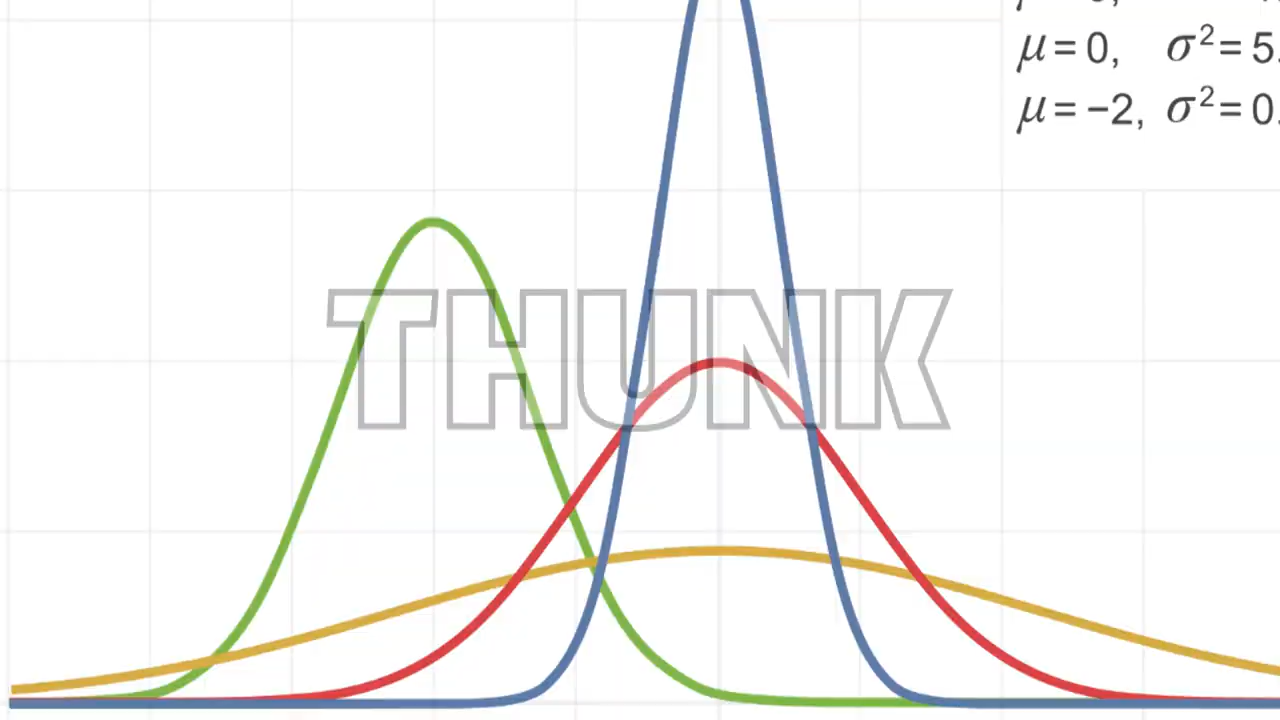 μ = 0, σ² = 5.
μ = −2, σ² = 0.
THUNK